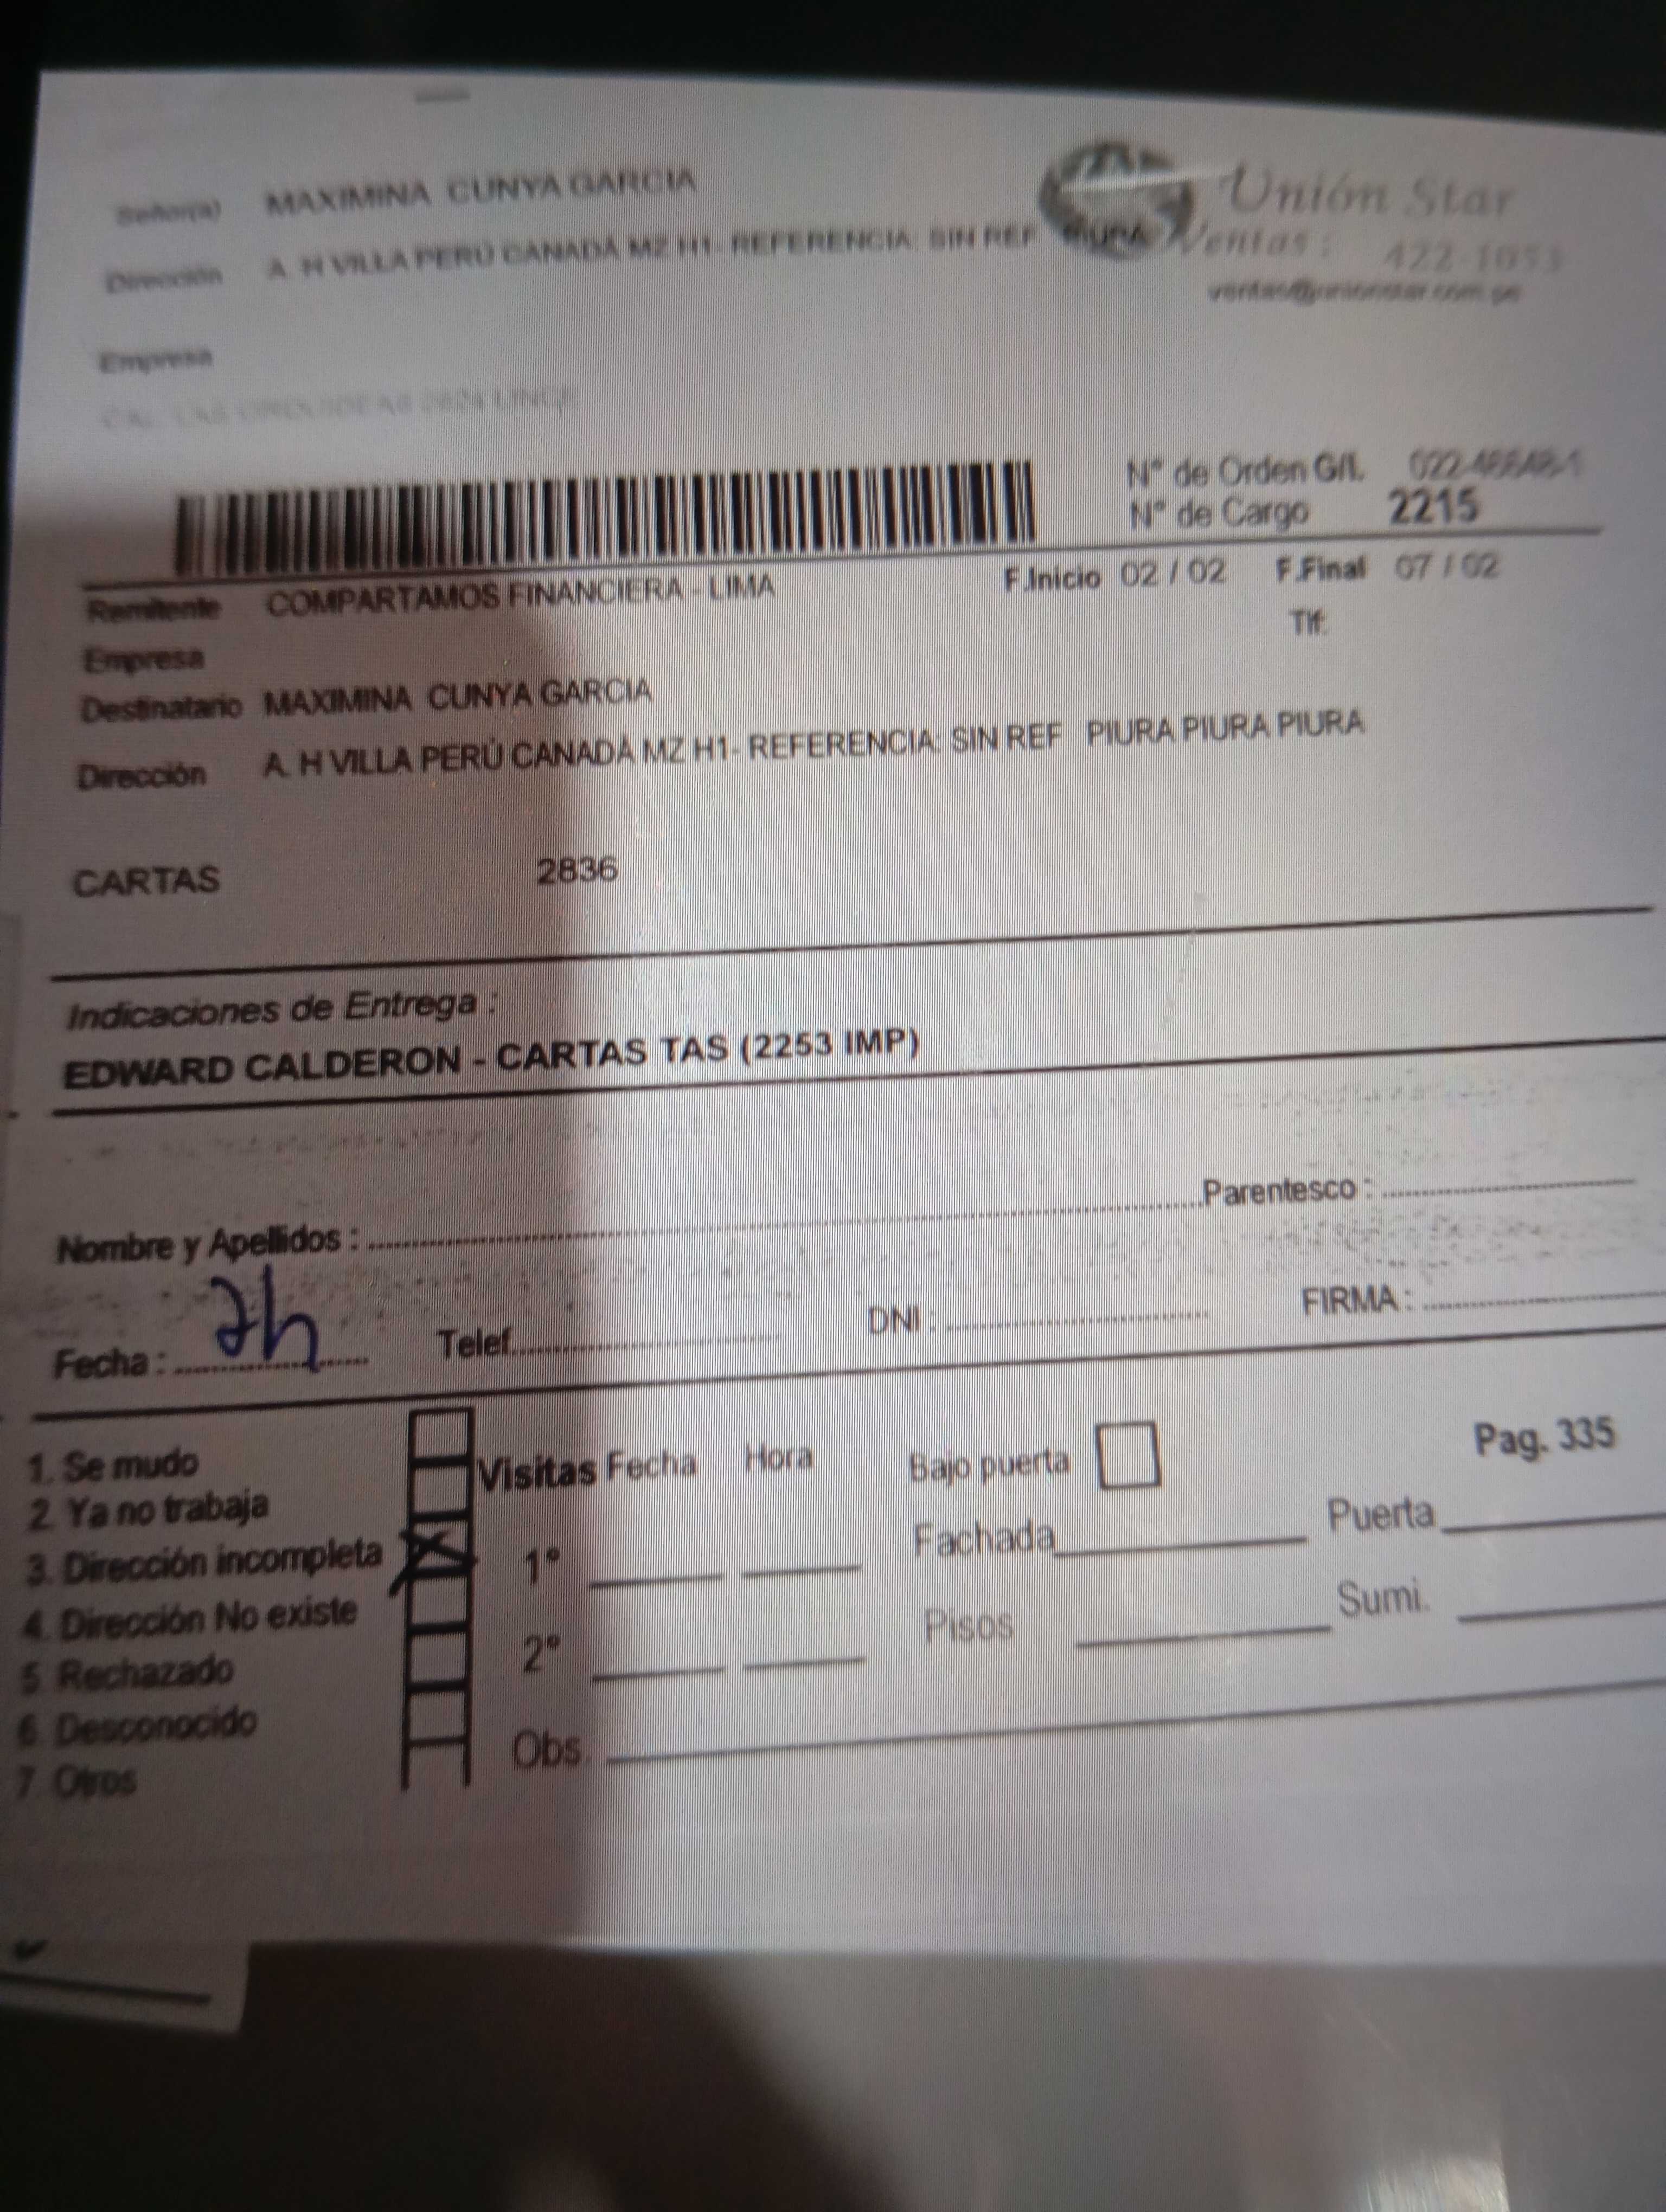 Señor(a) MAXIMINA CUNYA GARCIA
Unión Star
Dirección A. H VILLA PERÚ CANADÁ MZ H1- REFERENCIA: SIN REF PIURA
Ventas : 422-1053
ventas@unionstar.com.pe
Empresa
N° de Orden G/L
N° de Cargo 2215
Remitente COMPARTAMOS FINANCIERA - LIMA F.Inicio 02 / 02 F.Final 07 / 02
Empresa Tlf:
Destinatario MAXIMINA CUNYA GARCIA
Dirección A. H VILLA PERÚ CANADÁ MZ H1- REFERENCIA: SIN REF PIURA PIURA PIURA
CARTAS 2836
Indicaciones de Entrega :
EDWARD CALDERON - CARTAS TAS (2253 IMP)
Nombre y Apellidos : Parentesco :
Fecha : Telef. DNI : FIRMA :
1. Se mudo
2. Ya no trabaja
3. Dirección incompleta X
4. Dirección No existe
5. Rechazado
6. Desconocido
7. Otros
Visitas Fecha Hora
1°
2°
Obs.
Bajo puerta Pag. 335
Fachada Puerta
Pisos Sumi.